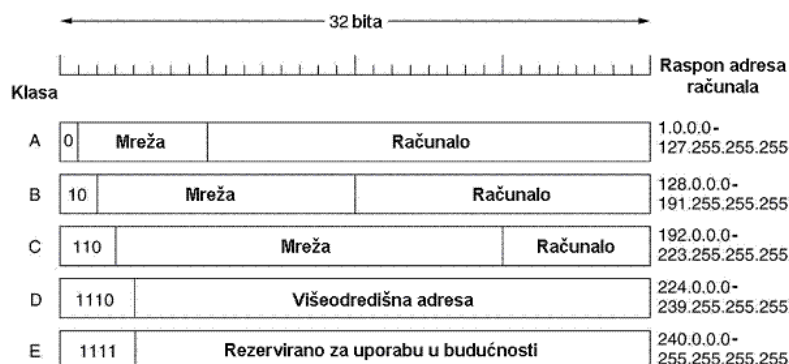 32 bita
Raspon adresa
računala
Klasa
A 0 Mreža Računalo 1.0.0.0-
127.255.255.255
B 10 Mreža Računalo 128.0.0.0-
191.255.255.255
C 110 Mreža Računalo 192.0.0.0-
223.255.255.255
D 1110 Višeodredišna adresa 224.0.0.0-
239.255.255.255
E 1111 Rezervirano za uporabu u budućnosti 240.0.0.0-
255.255.255.255